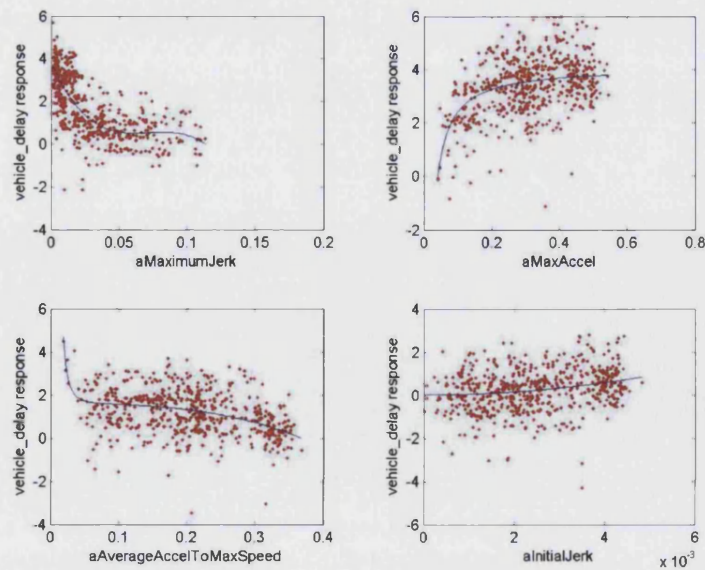 6
4
2
0
-2
-4
0 0.05 0.1 0.15 0.2
vehicle_delay response
aMaximumJerk
6
4
2
0
-2
0 0.2 0.4 0.6 0.8
vehicle_delay response
aMaxAccel
6
4
2
0
-2
-4
0 0.1 0.2 0.3 0.4
vehicle_delay response
aAverageAccelToMaxSpeed
4
2
0
-2
-4
-6
0 2 4 6
vehicle_delay response
aInitialJerk
x 10⁻³